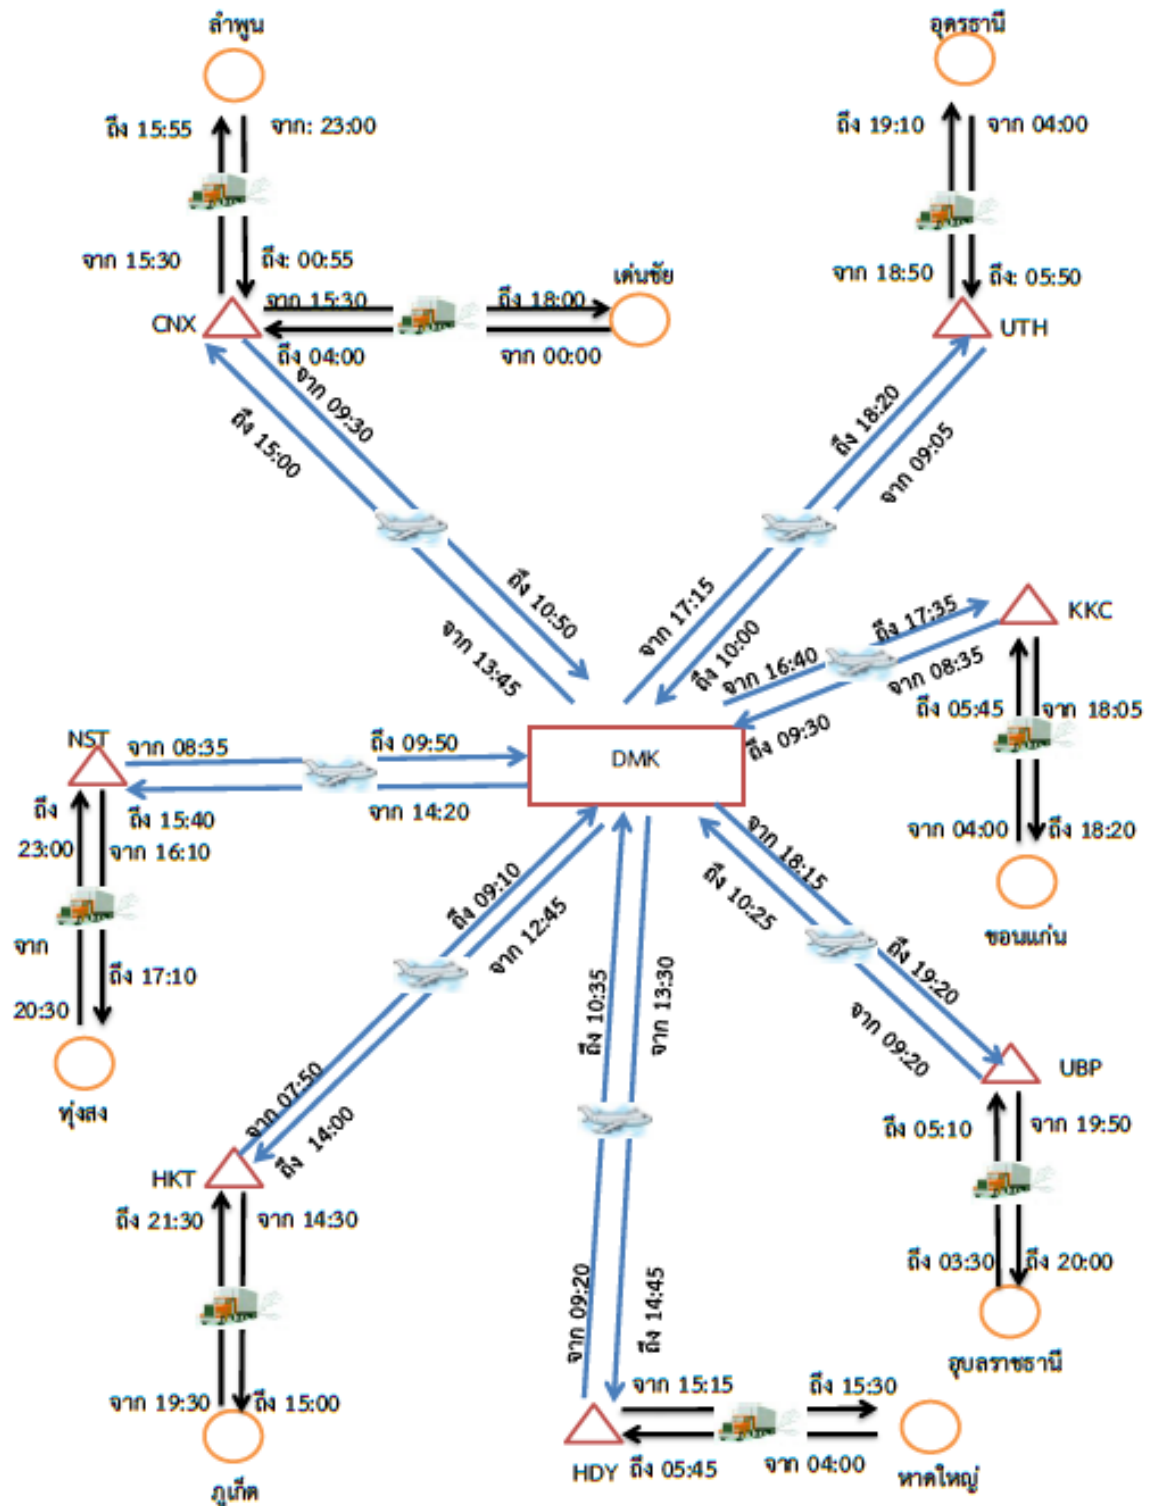 ลำพูน
อุดรธานี
ถึง 15:55
จาก: 23:00
ถึง 19:10
จาก 04:00
จาก 15:30
ถึง: 00:55
จาก 18:50
ถึง: 05:50
เด่นชัย
CNX
จาก 15:30
ถึง 18:00
UTH
ถึง 04:00
จาก 00:00
จาก 09:30
ถึง 15:00
ถึง 18:20
จาก 09:05
ถึง 10:50
จาก 13:45
จาก 17:15
ถึง 10:00
ถึง 17:35
KKC
จาก 16:40
จาก 08:35
ถึง 09:30
ถึง 05:45
จาก 18:05
NST
จาก 08:35
ถึง 09:50
DMK
ถึง 15:40
จาก 14:20
ถึง
23:00
จาก 16:10
จาก 04:00
ถึง 18:20
จาก 18:15
ถึง 10:25
ถึง 09:10
จาก 12:45
ขอนแก่น
จาก
20:30
ถึง 17:10
ถึง 10:35
จาก 13:30
ถึง 19:20
จาก 09:20
ทุ่งสง
UBP
จาก 07:50
ถึง 14:00
ถึง 05:10
จาก 19:50
HKT
ถึง 21:30
จาก 14:30
ถึง 03:30
ถึง 20:00
จาก 09:20
ถึง 14:45
อุบลราชธานี
จาก 19:30
ถึง 15:00
จาก 15:15
ถึง 15:30
HDY
ถึง 05:45
จาก 04:00
หาดใหญ่
ภูเก็ต